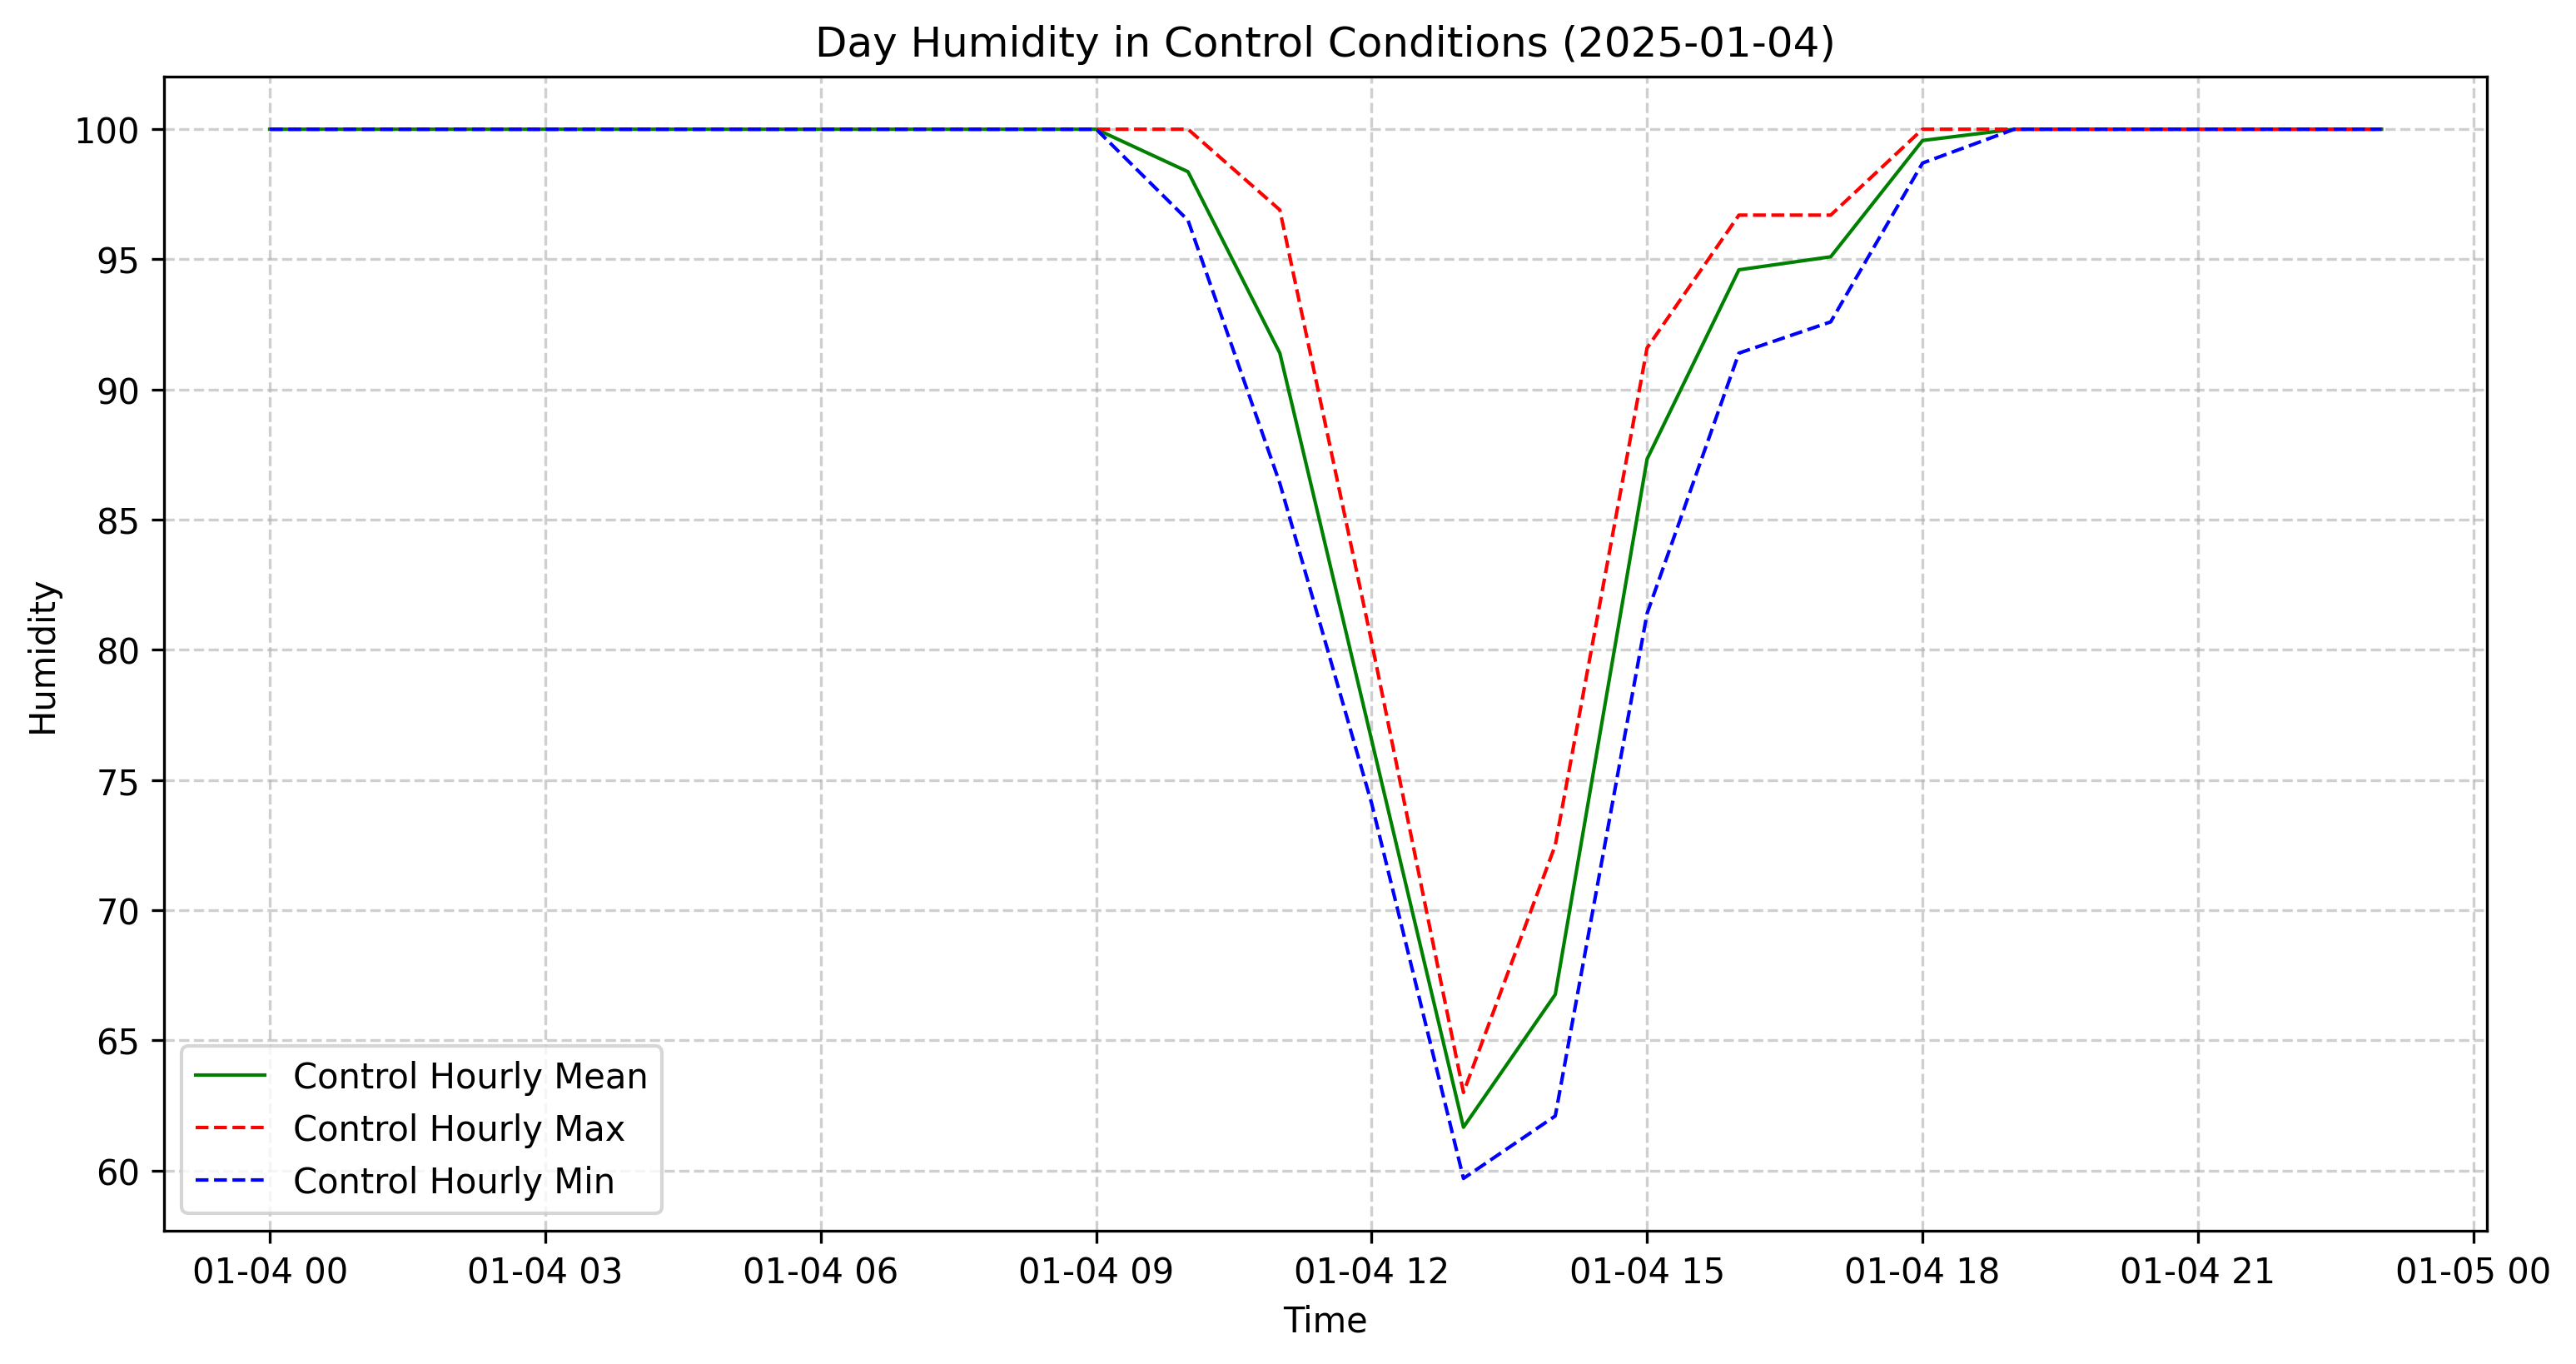 Day Humidity in Control Conditions (2025-01-04)
Humidity
100
95
90
85
80
75
70
65
60
Control Hourly Mean
Control Hourly Max
Control Hourly Min
01-04 00 01-04 03 01-04 06 01-04 09 01-04 12 01-04 15 01-04 18 01-04 21 01-05 00
Time